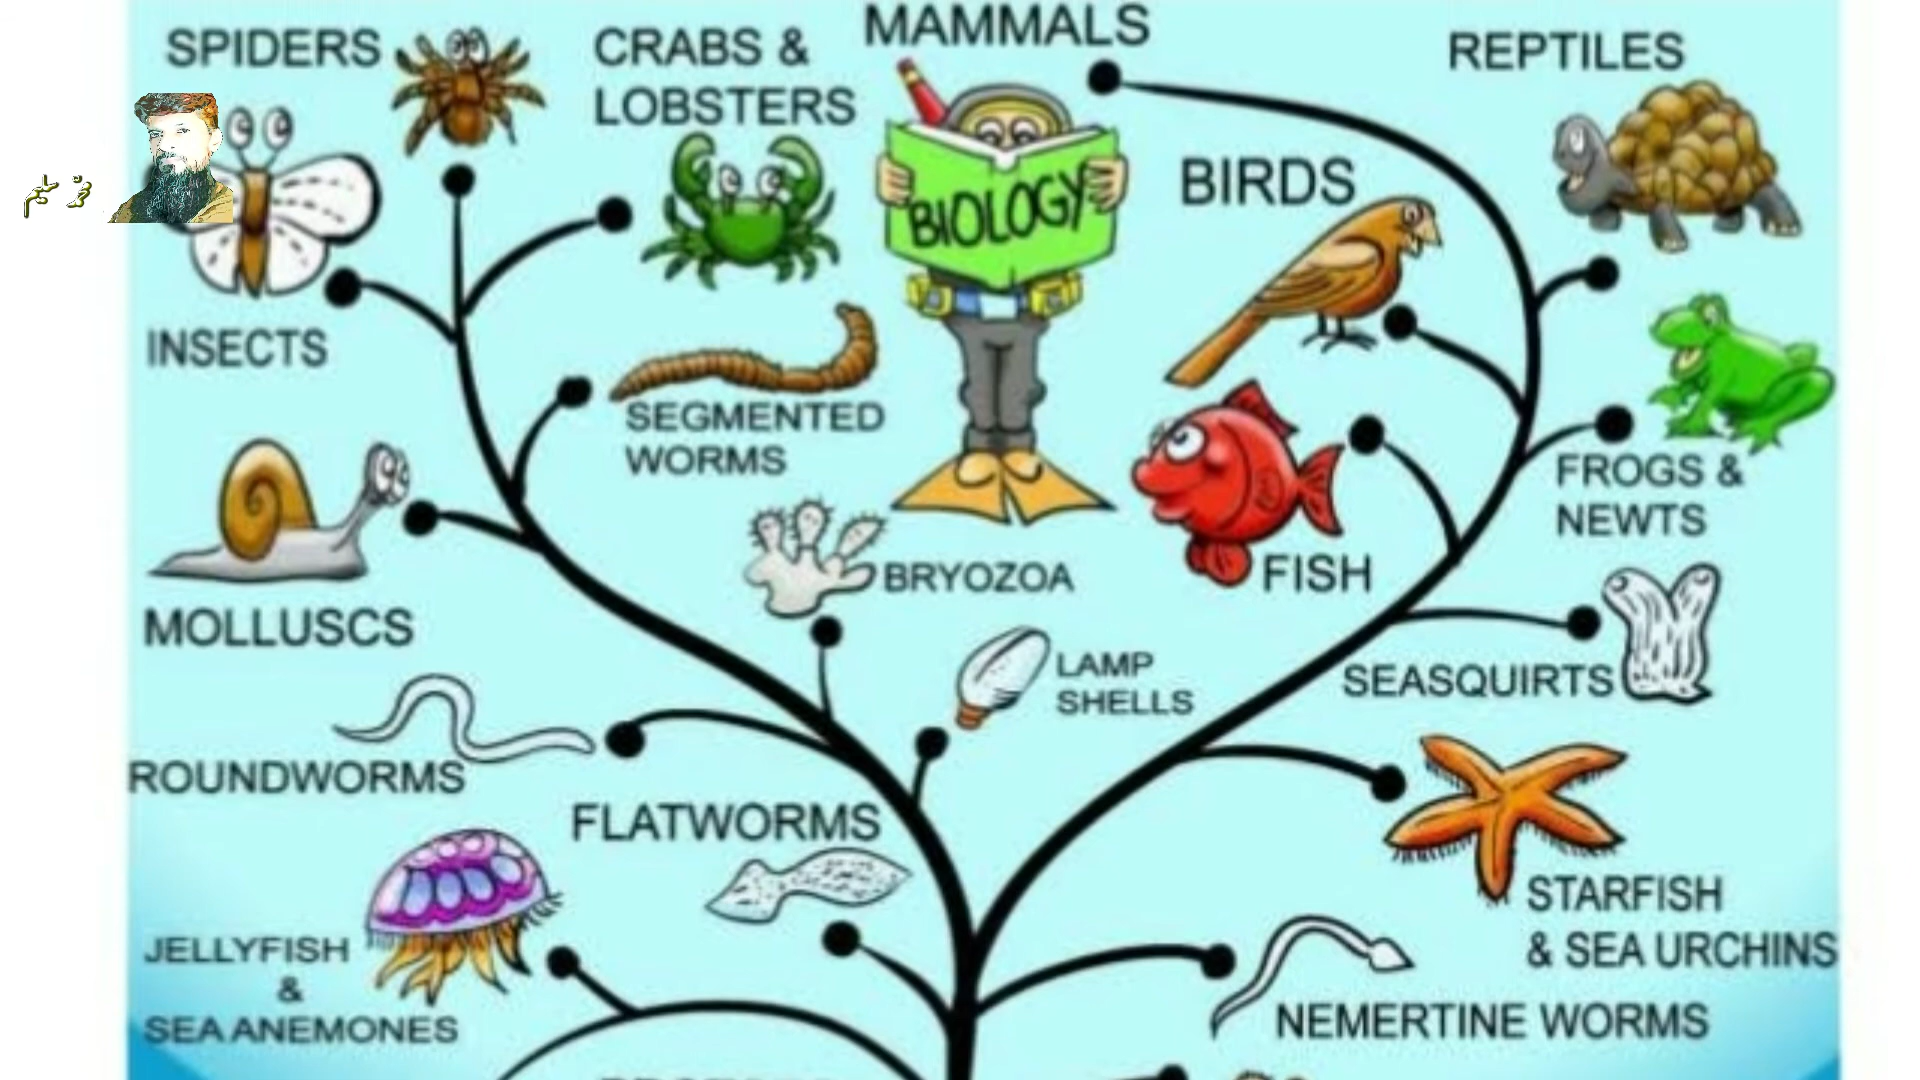 MAMMALS
SPIDERS
CRABS &
LOBSTERS
REPTILES
BIOLOGY
BIRDS
INSECTS
SEGMENTED
WORMS
FROGS &
NEWTS
BRYOZOA
FISH
MOLLUSCS
LAMP
SHELLS
SEASQUIRTS
ROUNDWORMS
FLATWORMS
STARFISH
& SEA URCHINS
JELLYFISH
&
SEA ANEMONES
NEMERTINE WORMS